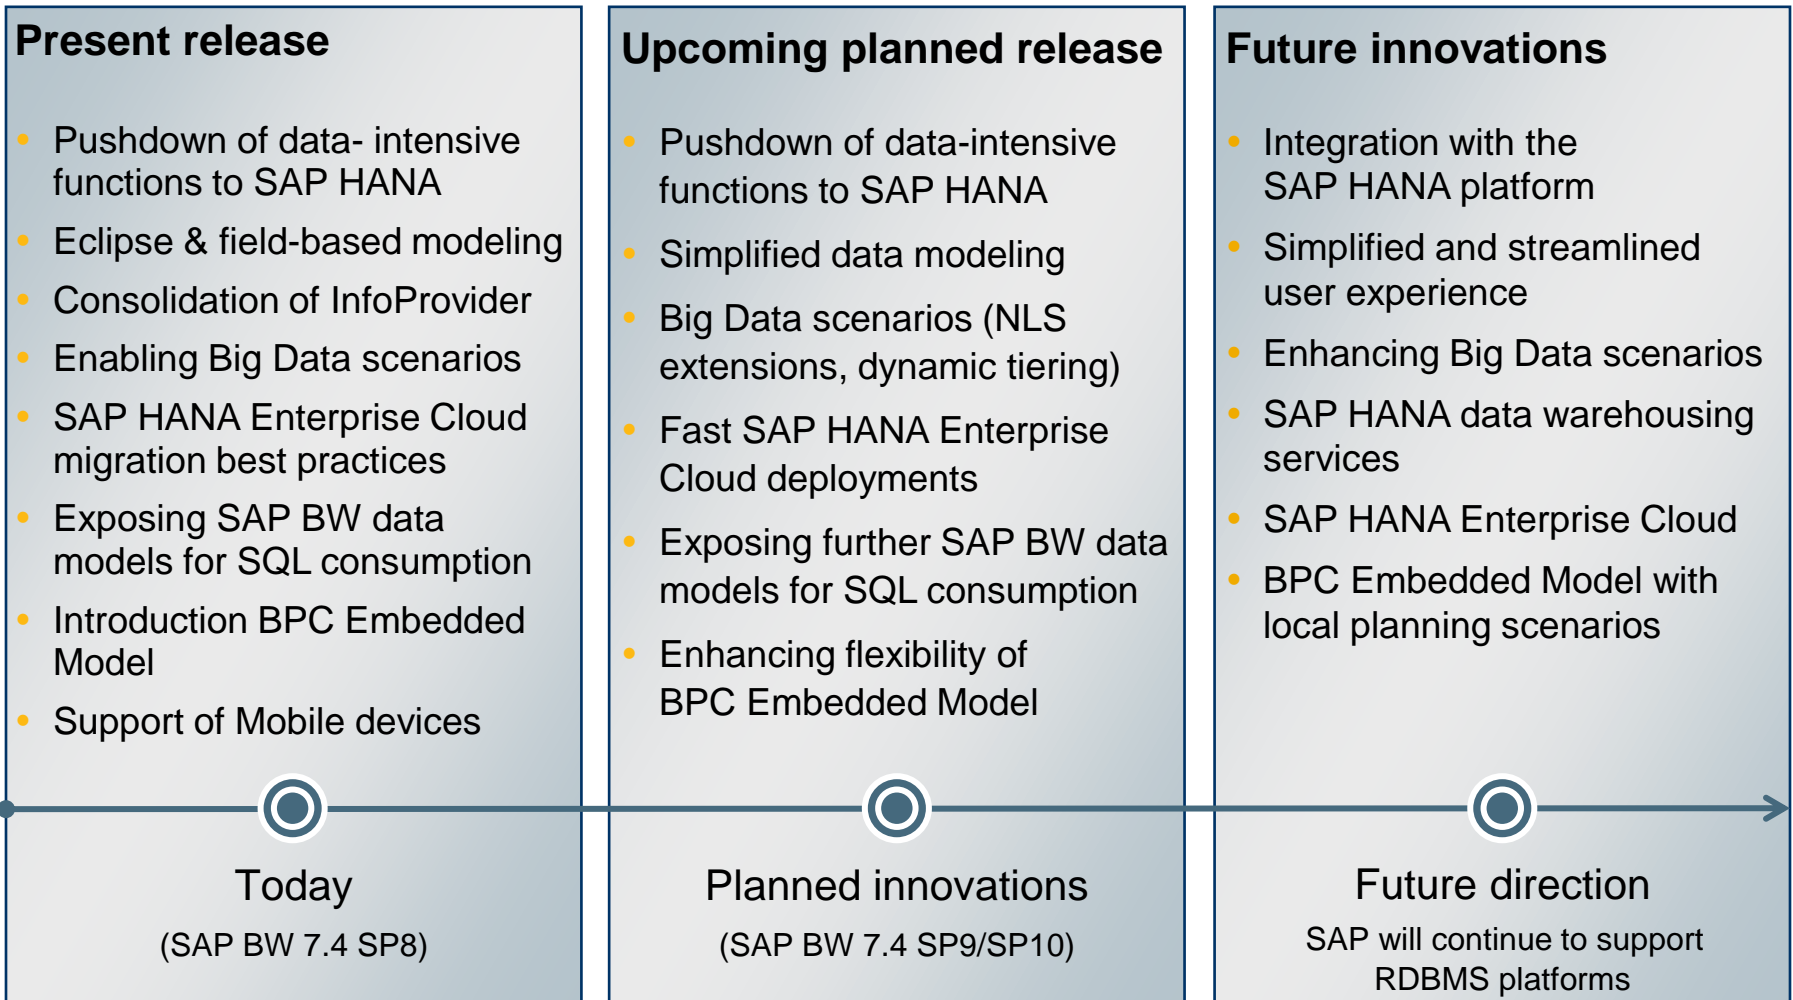 Present release
• Pushdown of data- intensive
functions to SAP HANA
• Eclipse & field-based modeling
• Consolidation of InfoProvider
• Enabling Big Data scenarios
• SAP HANA Enterprise Cloud
migration best practices
• Exposing SAP BW data
models for SQL consumption
• Introduction BPC Embedded
Model
• Support of Mobile devices
Today
(SAP BW 7.4 SP8)
Upcoming planned release
• Pushdown of data-intensive
functions to SAP HANA
• Simplified data modeling
• Big Data scenarios (NLS
extensions, dynamic tiering)
• Fast SAP HANA Enterprise
Cloud deployments
• Exposing further SAP BW data
models for SQL consumption
• Enhancing flexibility of
BPC Embedded Model
Planned innovations
(SAP BW 7.4 SP9/SP10)
Future innovations
• Integration with the
SAP HANA platform
• Simplified and streamlined
user experience
• Enhancing Big Data scenarios
• SAP HANA data warehousing
services
• SAP HANA Enterprise Cloud
• BPC Embedded Model with
local planning scenarios
Future direction
SAP will continue to support
RDBMS platforms